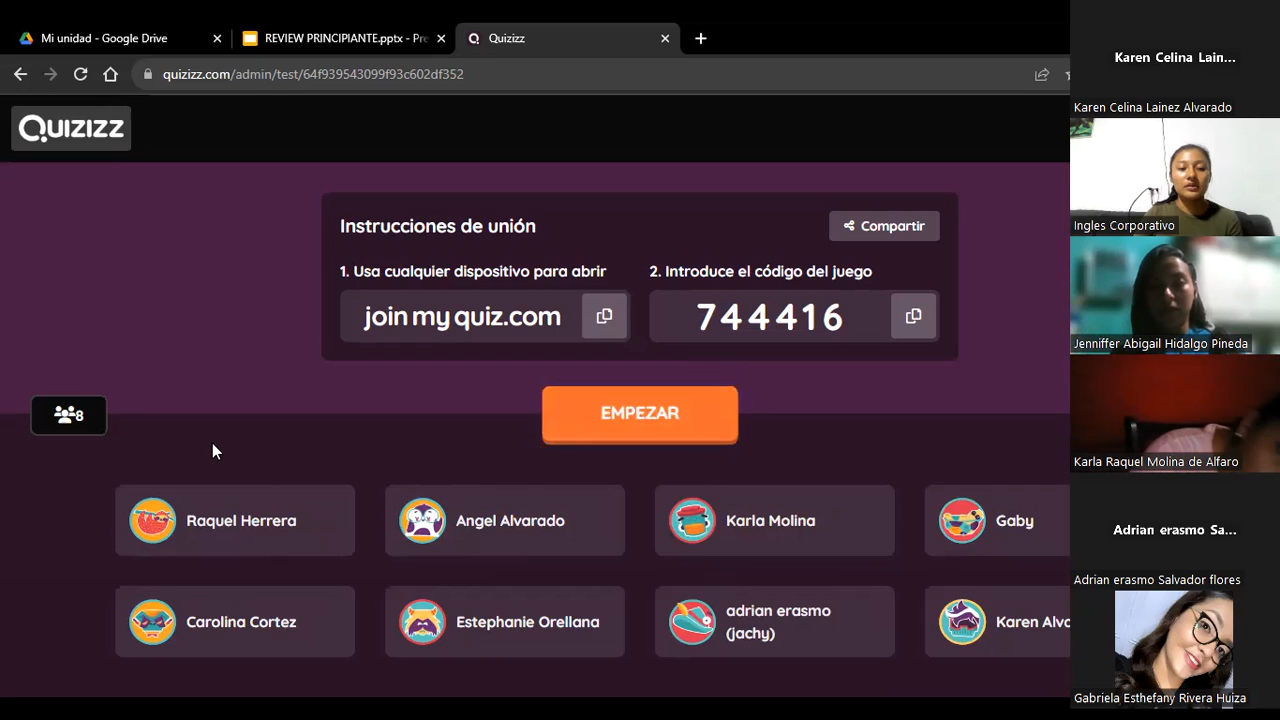 Mi unidad - Google Drive
REVIEW PRINCIPIANTE.pptx - Pre
Quizizz
quizizz.com/admin/test/64f939543099f93c602df352
QUIZIZZ
Instrucciones de unión
Compartir
1. Usa cualquier dispositivo para abrir
2. Introduce el código del juego
joinmyquiz.com
744416
8
EMPEZAR
Raquel Herrera
Angel Alvarado
Karla Molina
Gaby
Carolina Cortez
Estephanie Orellana
adrian erasmo
(jachy)
Karen Alvo
Karen Celina Lain...
Karen Celina Lainez Alvarado
Ingles Corporativo
Jenniffer Abigail Hidalgo Pineda
Karla Raquel Molina de Alfaro
Adrian erasmo Sa...
Adrian erasmo Salvador flores
Gabriela Esthefany Rivera Huiza